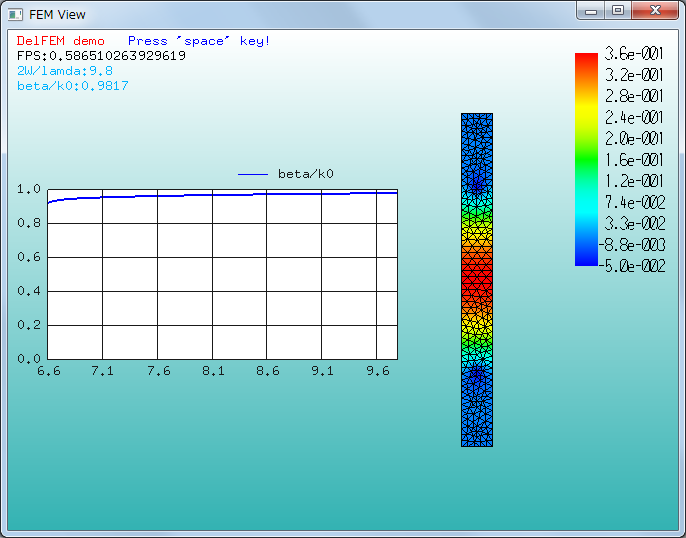 FEM View
DelFEM demo Press 'space' key!
FPS:0.586510263929619
2W/lamda:9.8
beta/k0:0.9817
beta/k0
1.0
0.8
0.6
0.4
0.2
0.0
6.6 7.1 7.6 8.1 8.6 9.1 9.6
3.6e-001
3.2e-001
2.8e-001
2.4e-001
2.0e-001
1.6e-001
1.2e-001
7.4e-002
3.3e-002
-8.8e-003
-5.0e-002